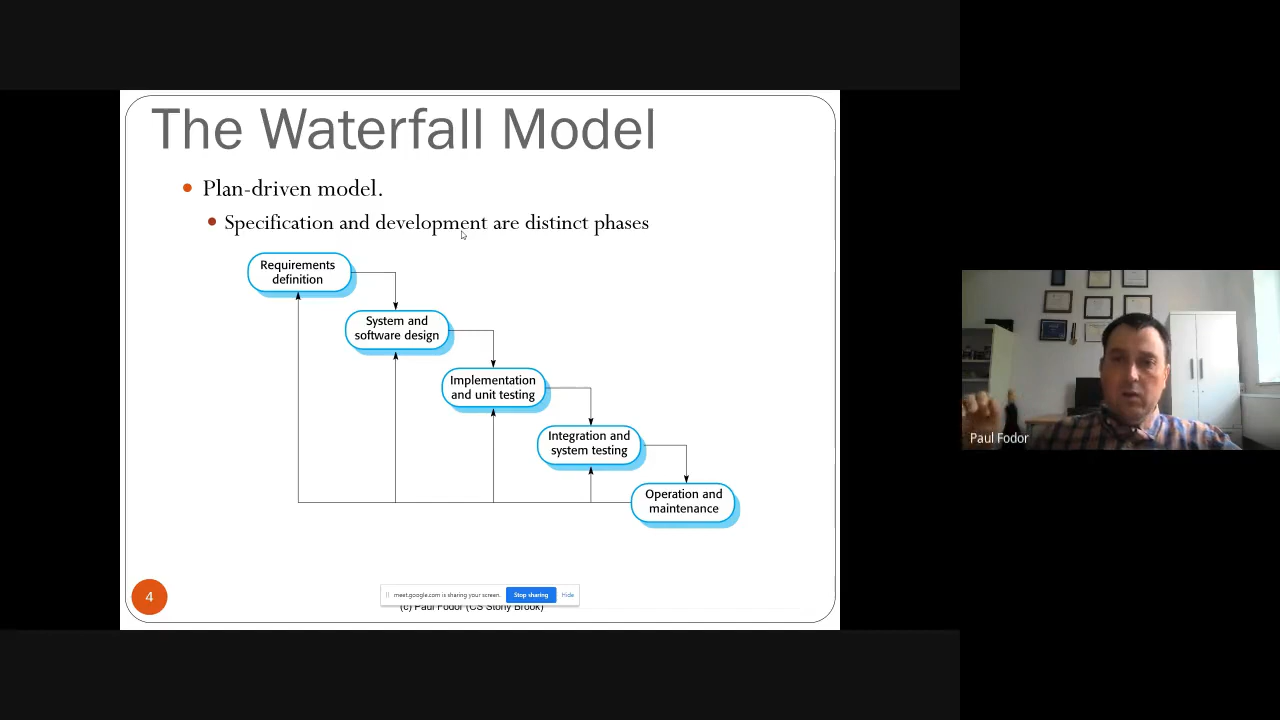 The Waterfall Model
Plan-driven model.
Specification and development are distinct phases
Requirements
definition
System and
software design
Implementation
and unit testing
Integration and
system testing
Operation and
maintenance
4
meet.google.com is sharing your screen.
Stop sharing
Hide
(c) Paul Fodor (CS Stony Brook)
Paul Fodor